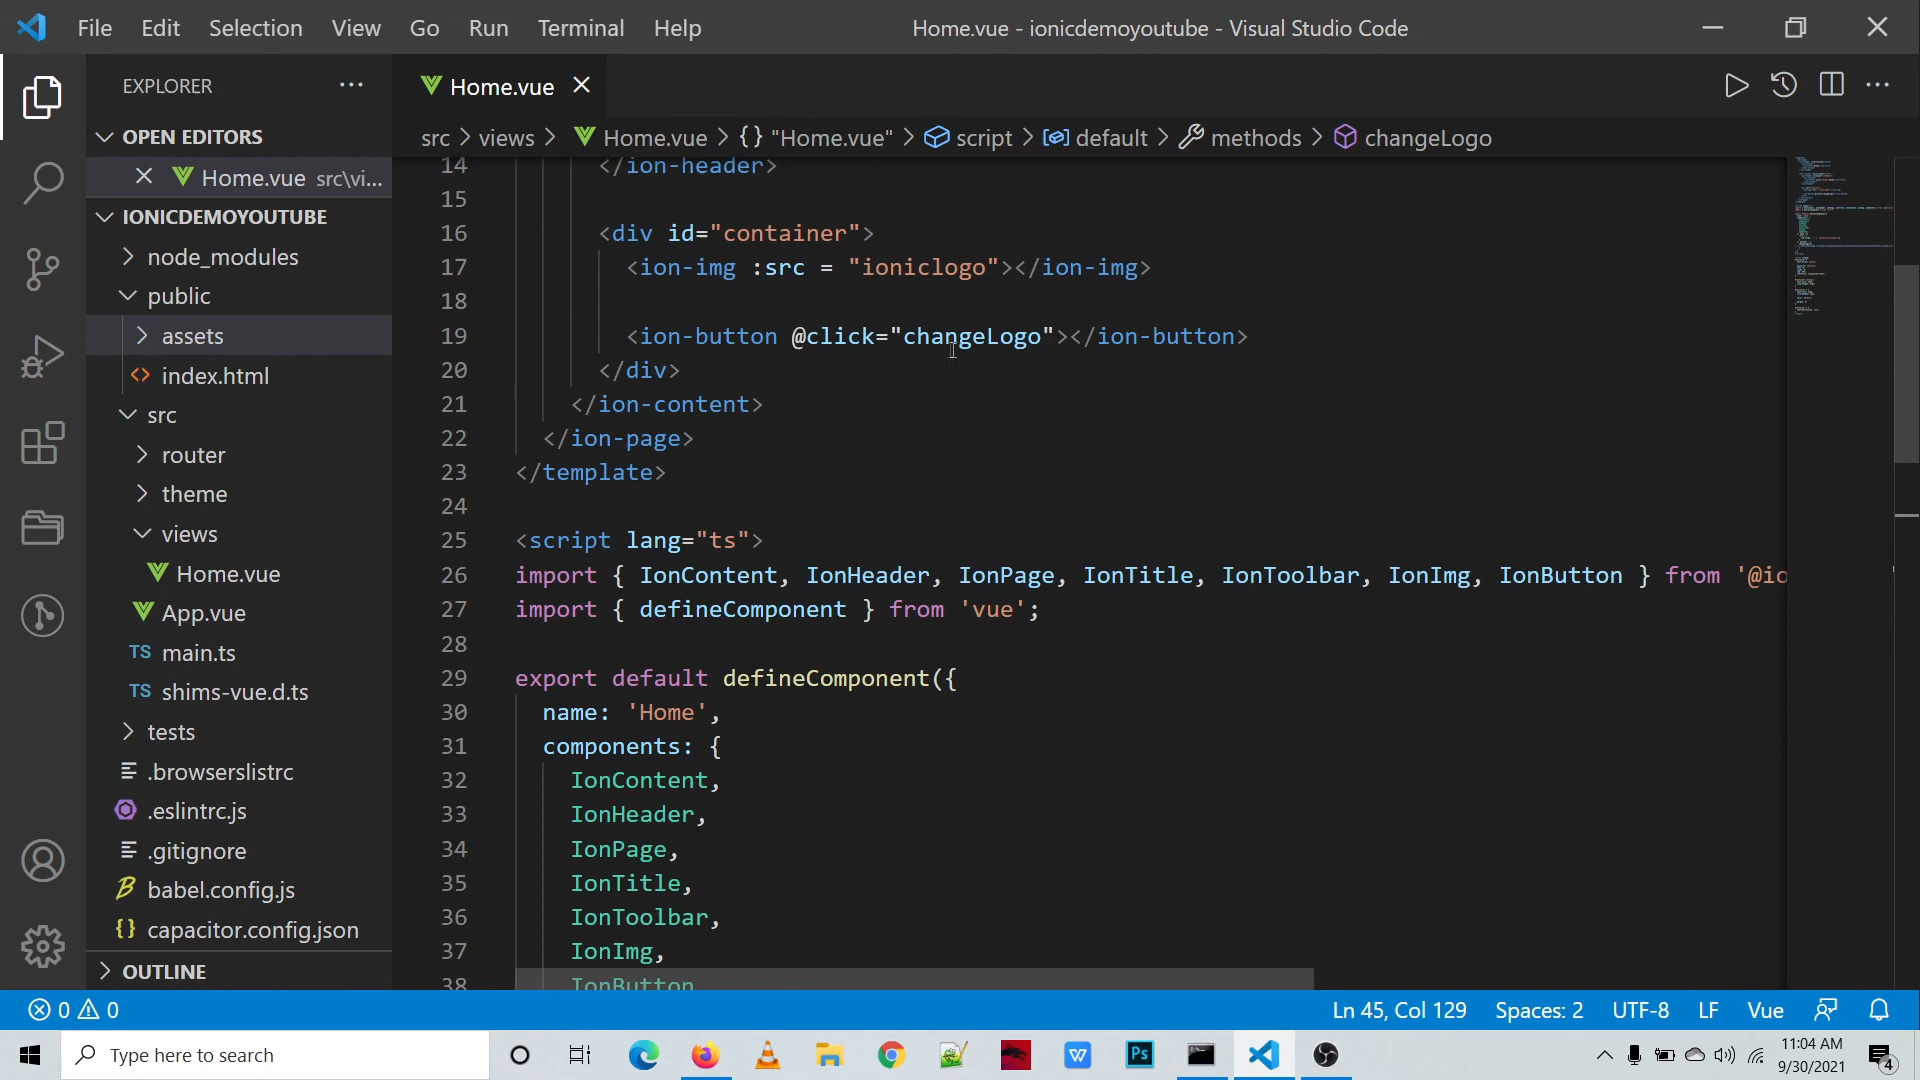 File Edit Selection View Go Run Terminal Help
Home.vue - ionicdemoyoutube - Visual Studio Code
EXPLORER
OPEN EDITORS
Home.vue src\vi...
IONICDEMOYOUTUBE
node_modules
public
assets
index.html
src
router
theme
views
Home.vue
App.vue
TS main.ts
TS shims-vue.d.ts
tests
.browserslistrc
.eslintrc.js
.gitignore
babel.config.js
{} capacitor.config.json
OUTLINE
Home.vue
src > views > Home.vue > {} "Home.vue" > script > default > methods > changeLogo
14 </ion-header>
15
16 <div id="container">
17 <ion-img :src = "ioniclogo"></ion-img>
18
19 <ion-button @click="changeLogo"></ion-button>
20 </div>
21 </ion-content>
22 </ion-page>
23 </template>
24
25 <script lang="ts">
26 import { IonContent, IonHeader, IonPage, IonTitle, IonToolbar, IonImg, IonButton } from '@io
27 import { defineComponent } from 'vue';
28
29 export default defineComponent({
30 name: 'Home',
31 components: {
32 IonContent,
33 IonHeader,
34 IonPage,
35 IonTitle,
36 IonToolbar,
37 IonImg,
38 IonButton
0 0
Ln 45, Col 129 Spaces: 2 UTF-8 LF Vue
Type here to search
W
Ps
11:04 AM
9/30/2021
4